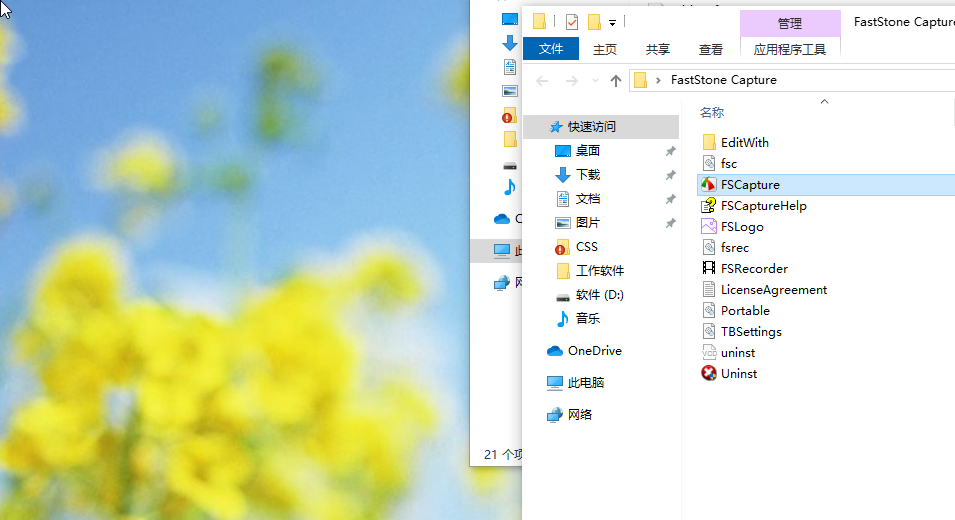 管理
FastStone Capture
文件
主页
共享
查看
应用程序工具
FastStone Capture
名称
快速访问
桌面
下载
文档
图片
CSS
工作软件
软件 (D:)
音乐
OneDrive
此电脑
网络
EditWith
fsc
FSCapture
FSCaptureHelp
FSLogo
fsrec
FSRecorder
LicenseAgreement
Portable
TBSettings
uninst
Uninst
21 个项